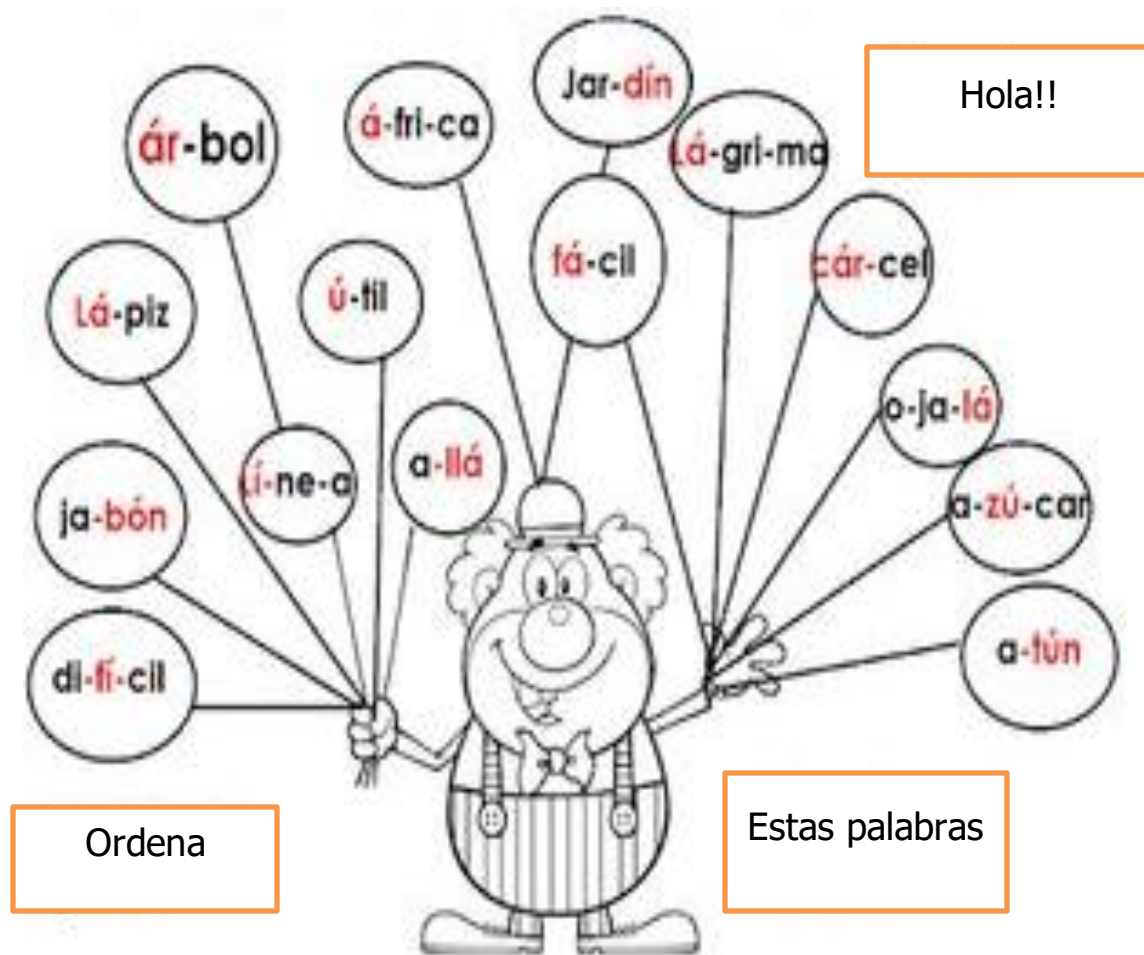 Hola!!
Jar-dín
á-fri-ca
ár-bol
Lá-gri-ma
fá-cil
cár-cel
Lá-piz
ú-til
o-ja-lá
a-llá
Lí-ne-a
a-zú-car
ja-bón
a-tún
di-fí-cil
Ordena
Estas palabras